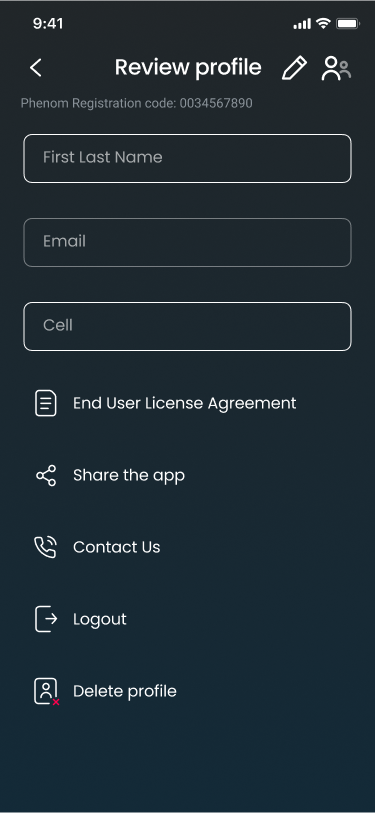 9:41
Review profile
Phenom Registration code: 0034567890
First Last Name
Email
Cell
End User License Agreement
Share the app
Contact Us
Logout
Delete profile